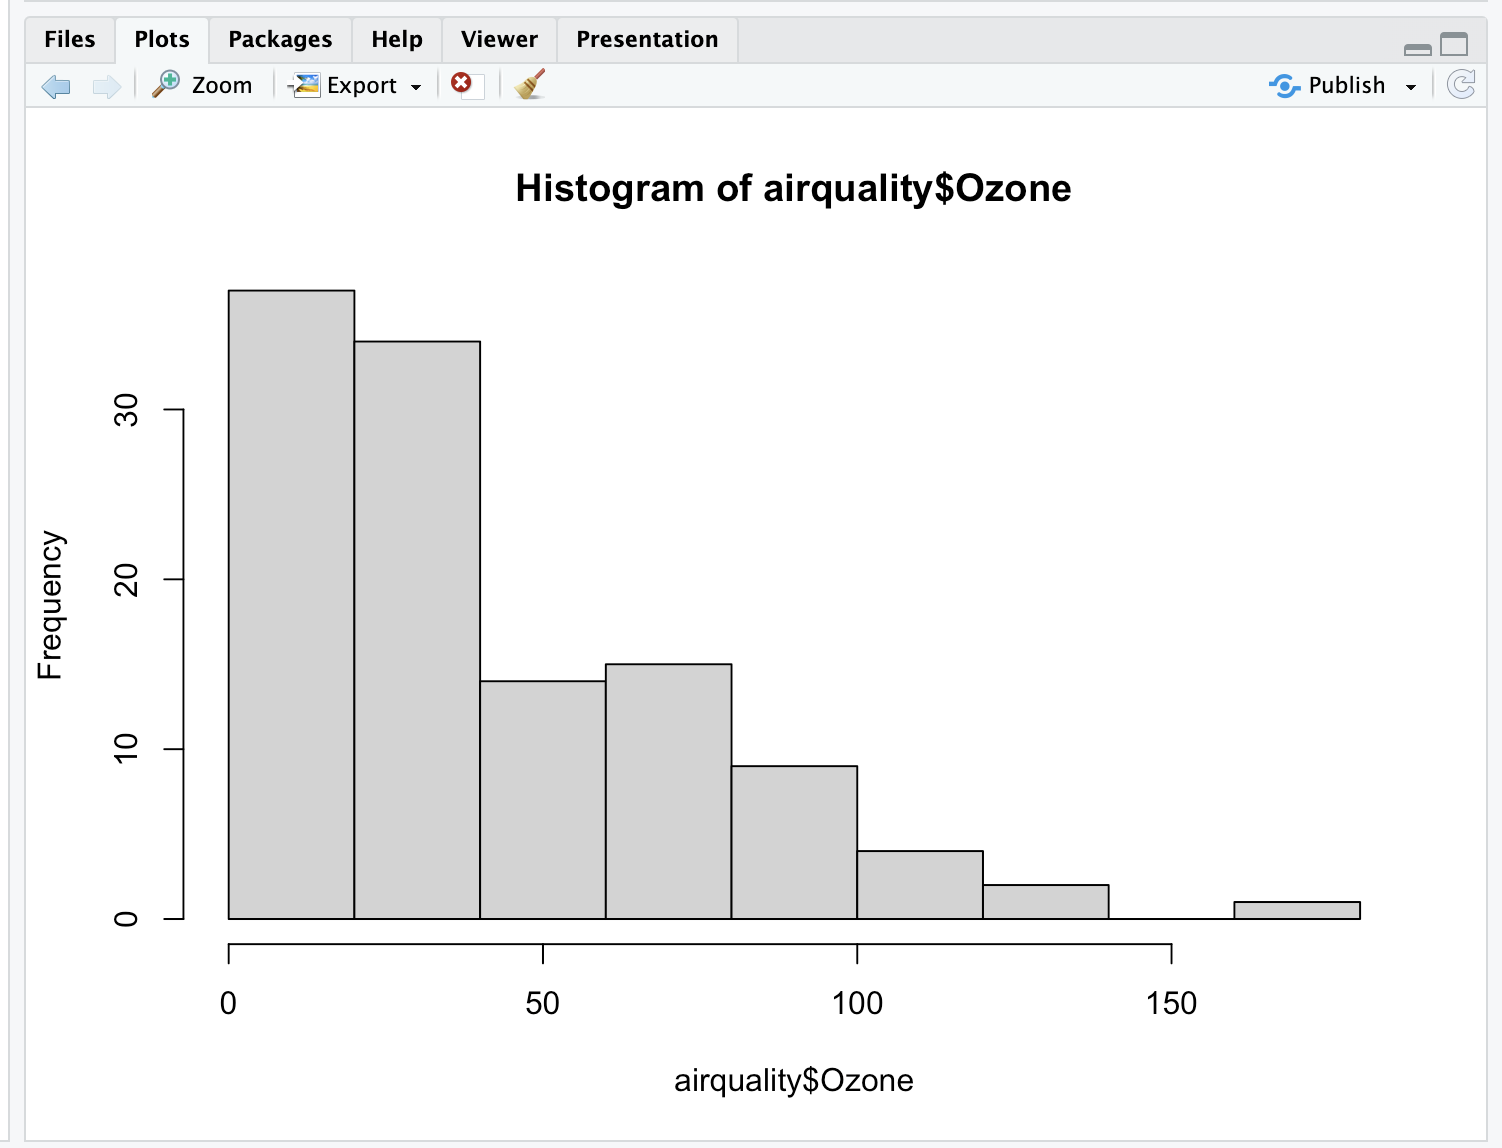 Files Plots Packages Help Viewer Presentation
Zoom Export Publish
Histogram of airquality$Ozone
Frequency
30
20
10
0
0 50 100 150
airquality$Ozone